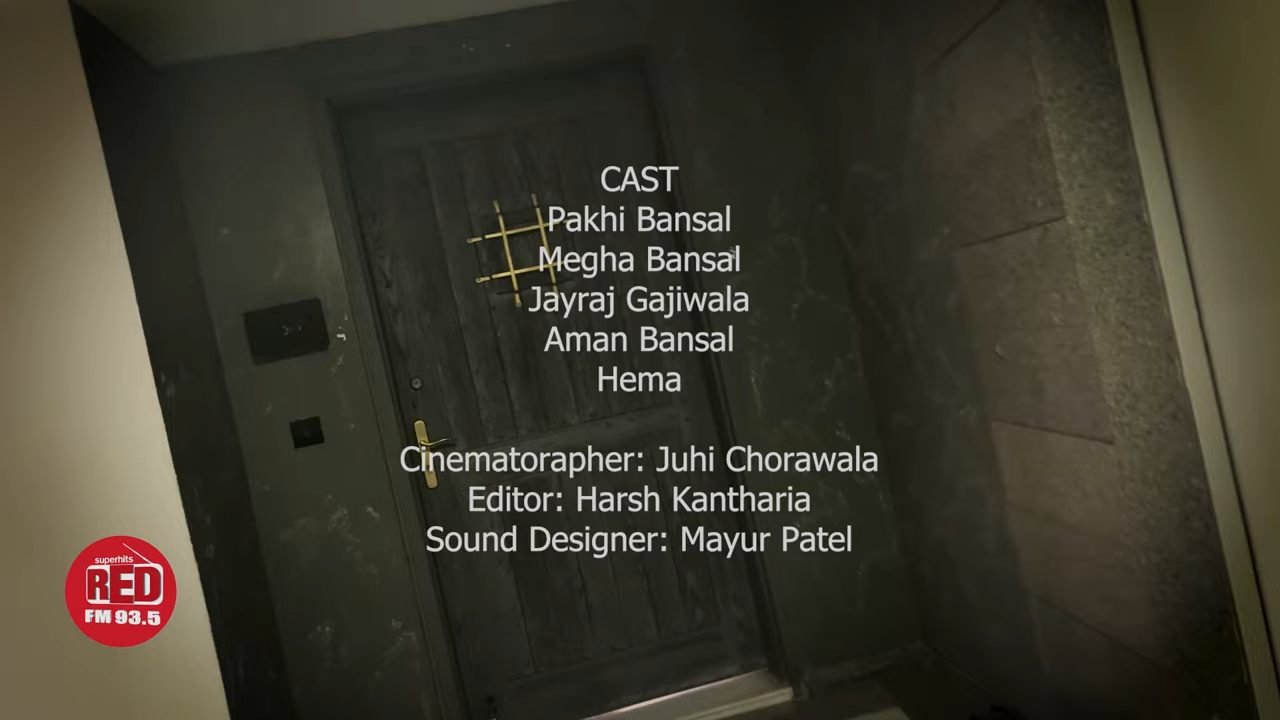 CAST
Pakhi Bansal
Megha Bansal
Jayraj Gajiwala
Aman Bansal
Hema
Cinematorapher: Juhi Chorawala
Editor: Harsh Kantharia
Sound Designer: Mayur Patel
superhits
RED
FM 93.5